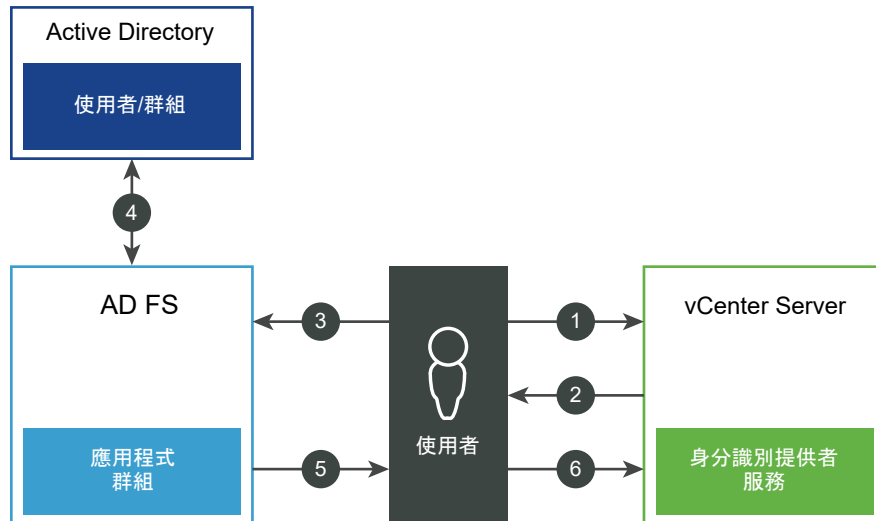 Active Directory
使用者/群組
4
AD FS
vCenter Server
3
1
2
使用者
應用程式
群組
5
6
身分識別提供者
服務